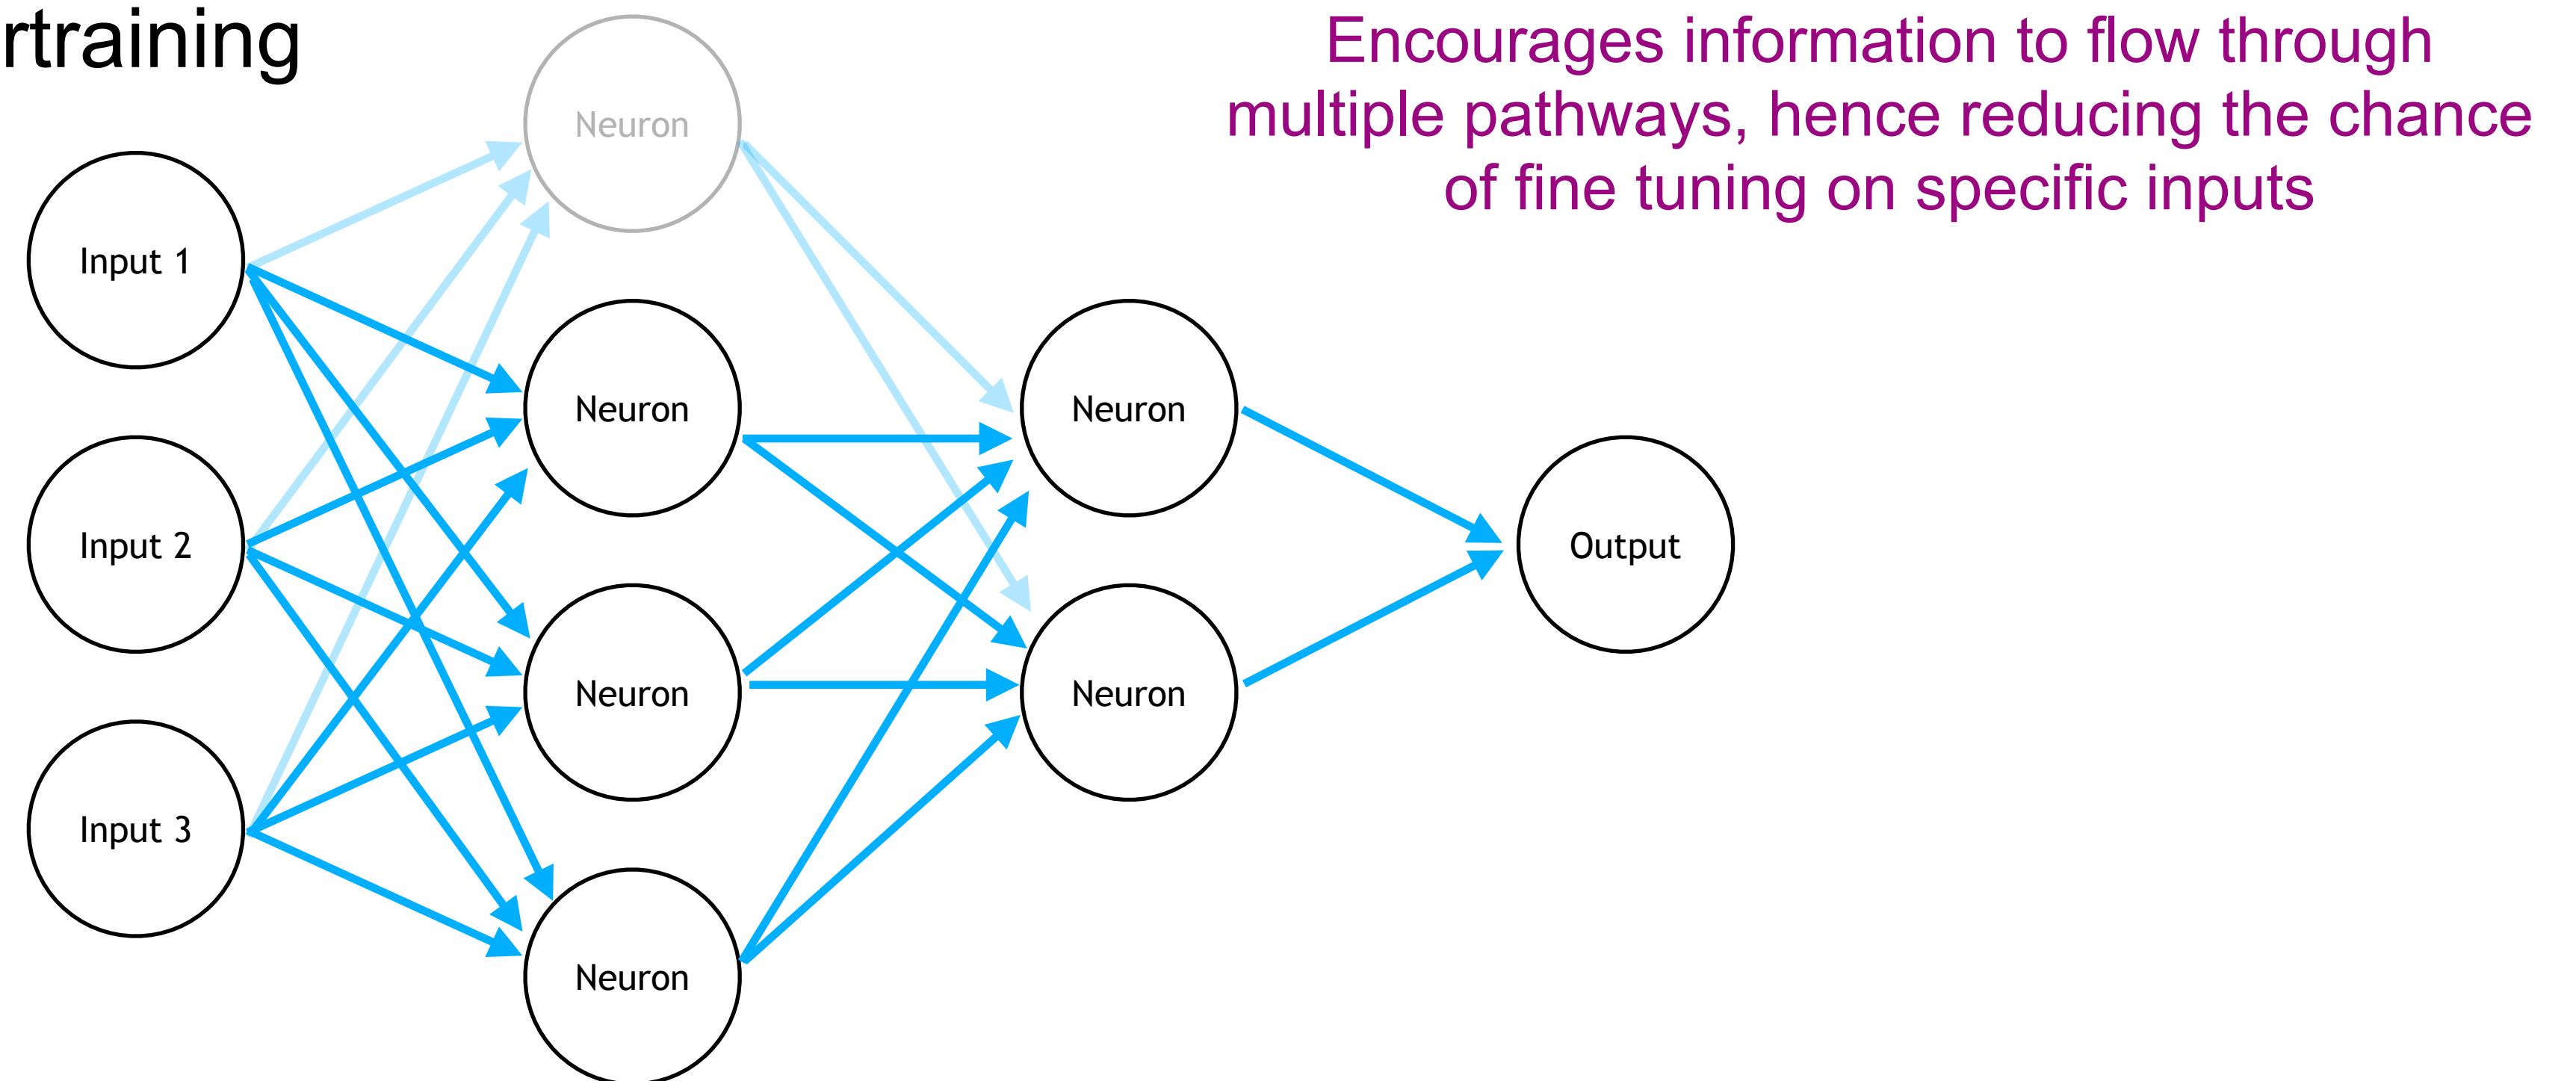 rtraining
Encourages information to flow through
multiple pathways, hence reducing the chance
of fine tuning on specific inputs
Neuron
Input 1
Neuron
Neuron
Input 2
Output
Neuron
Neuron
Input 3
Neuron